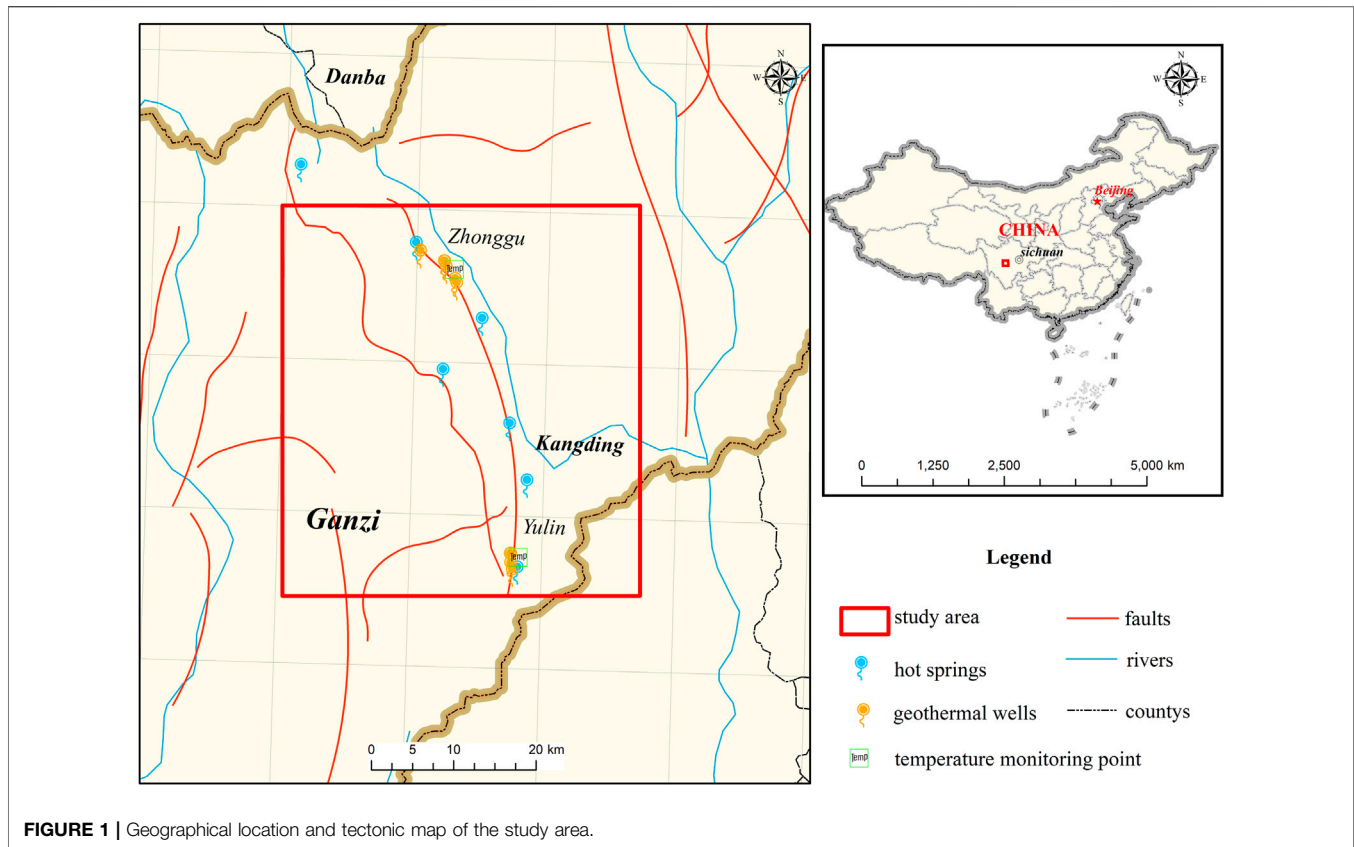 Danba
N
W E
S
Zhonggu
Temp
Kangding
Ganzi
Yulin
Temp
0 5 10 20 km
N
W E
S
Beijing
CHINA
sichuan
0 1,250 2,500 5,000 km
Legend
study area
faults
hot springs
rivers
geothermal wells
countys
Temp
temperature monitoring point
FIGURE 1 | Geographical location and tectonic map of the study area.